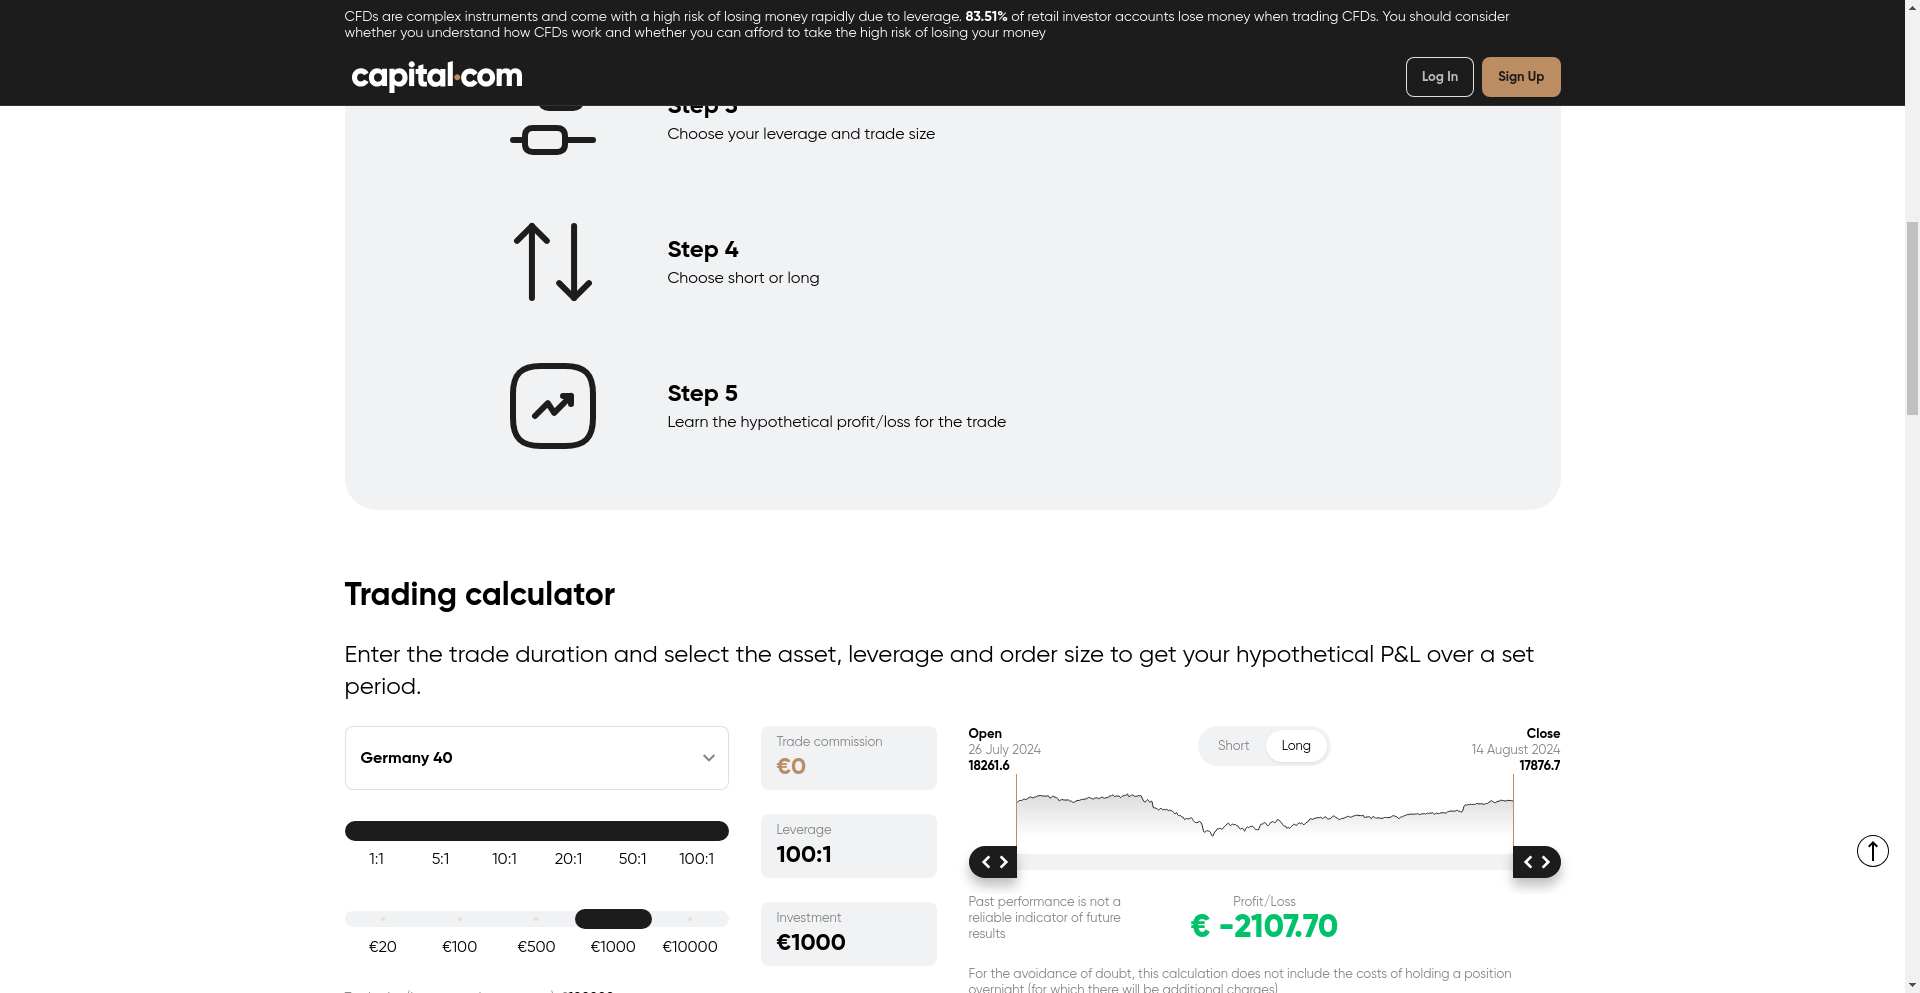 CFDs are complex instruments and come with a high risk of losing money rapidly due to leverage. 83.51% of retail investor accounts lose money when trading CFDs. You should consider
whether you understand how CFDs work and whether you can afford to take the high risk of losing your money
capital.com
Log In
Sign Up
Step 3
Choose your leverage and trade size
Step 4
Choose short or long
Step 5
Learn the hypothetical profit/loss for the trade
Trading calculator
Enter the trade duration and select the asset, leverage and order size to get your hypothetical P&L over a set
period.
Germany 40
1:1 5:1 10:1 20:1 50:1 100:1
€20 €100 €500 €1000 €10000
Trade commission
€0
Leverage
100:1
Investment
€1000
Open
26 July 2024
18261.6
Short Long
Close
14 August 2024
17876.7
Past performance is not a
reliable indicator of future
results
Profit/Loss
€ -2107.70
For the avoidance of doubt, this calculation does not include the costs of holding a position
overnight (for which there will be additional charges)